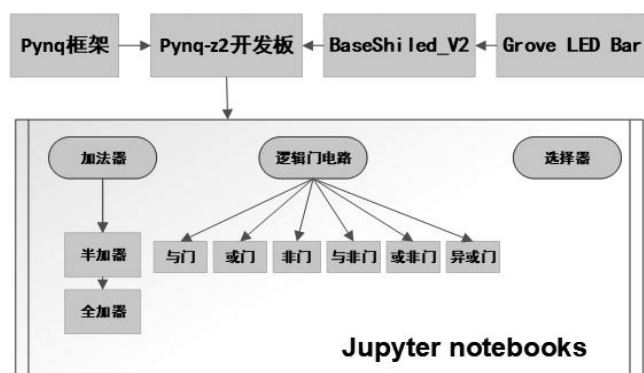 Pynq框架
Pynq-z2开发板
BaseShiled_V2
Grove LED Bar
加法器
逻辑门电路
选择器
半加器
与门
或门
非门
与非门
或非门
异或门
全加器
Jupyter notebooks